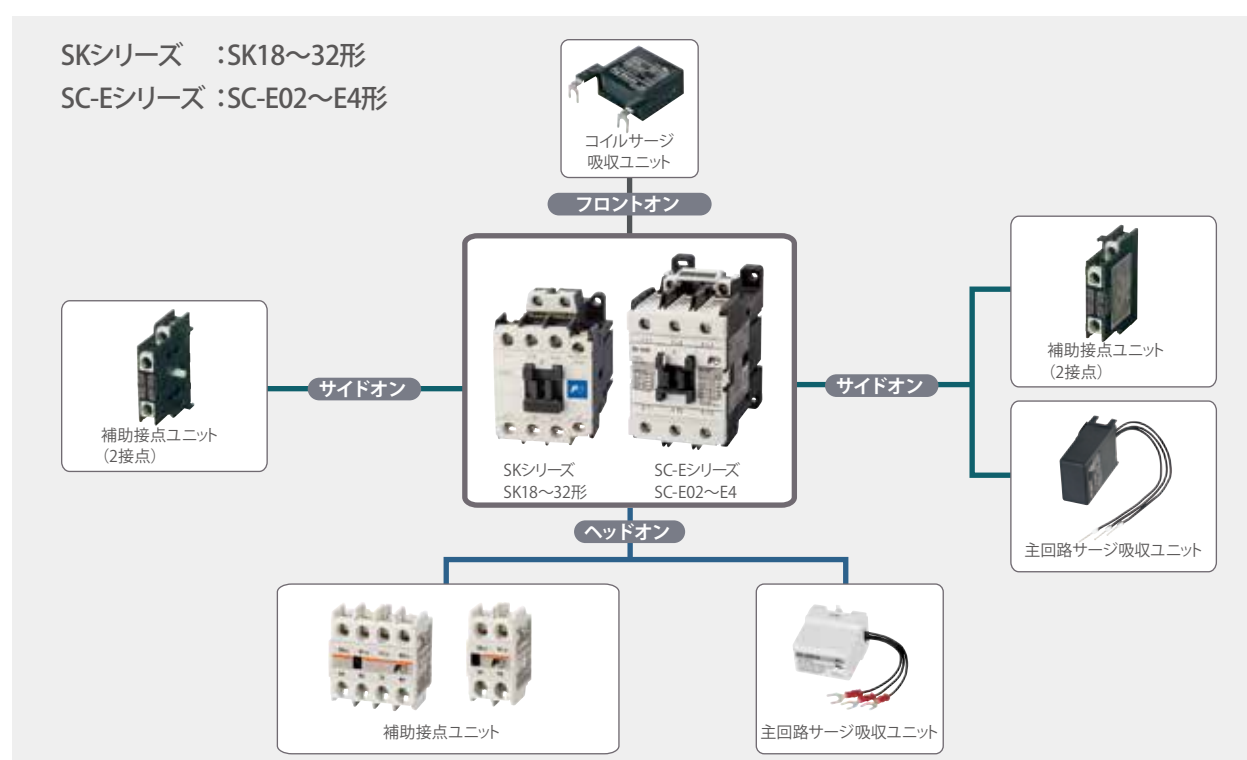 SKシリーズ ：SK18〜32形
SC-Eシリーズ ：SC-E02〜E4形
コイルサージ
吸収ユニット
フロントオン
補助接点ユニット
（2接点）
サイドオン
SKシリーズ
SK18〜32形
SC-Eシリーズ
SC-E02〜E4
サイドオン
補助接点ユニット
（2接点）
主回路サージ吸収ユニット
ヘッドオン
補助接点ユニット
主回路サージ吸収ユニット